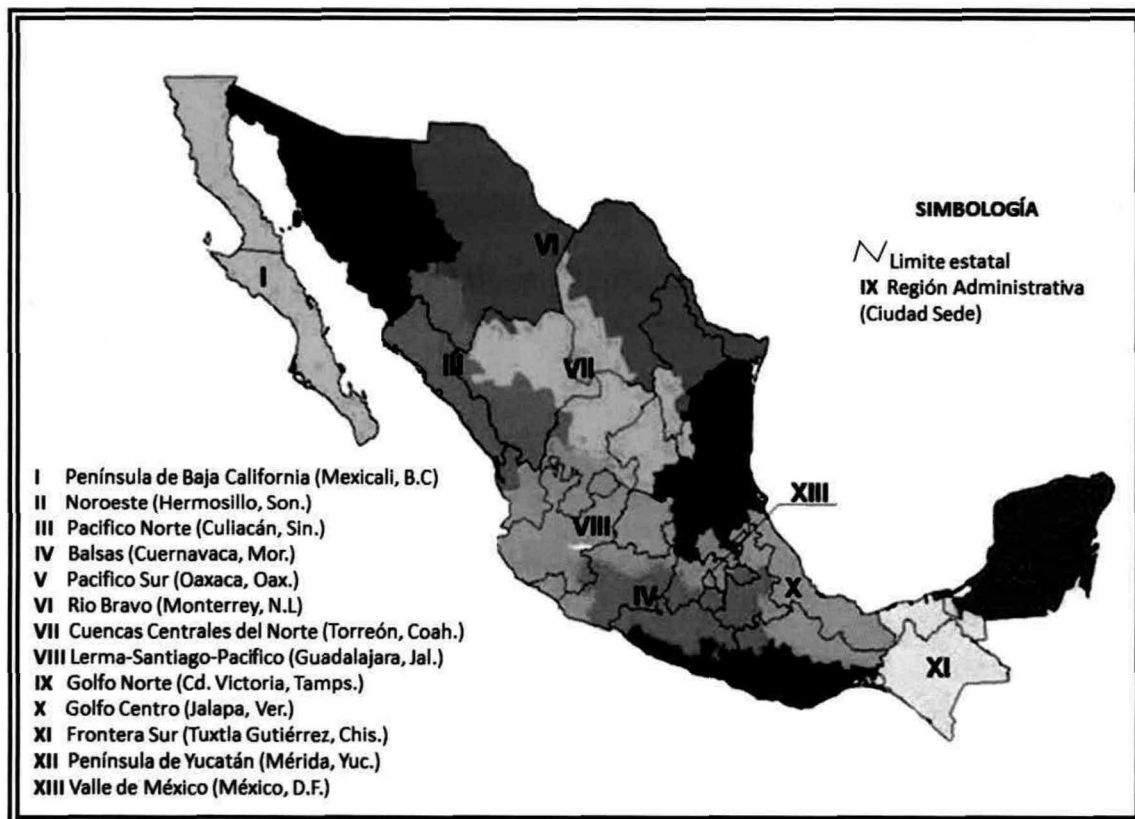 VI
I
III
VII
XIII
VIII
IV
X
XI
SIMBOLOGÍA
Limite estatal
IX Región Administrativa
(Ciudad Sede)
I Península de Baja California (Mexicali, B.C)
II Noroeste (Hermosillo, Son.)
III Pacifico Norte (Culiacán, Sin.)
IV Balsas (Cuernavaca, Mor.)
V Pacifico Sur (Oaxaca, Oax.)
VI Rio Bravo (Monterrey, N.L)
VII Cuencas Centrales del Norte (Torreón, Coah.)
VIII Lerma-Santiago-Pacifico (Guadalajara, Jal.)
IX Golfo Norte (Cd. Victoria, Tamps.)
X Golfo Centro (Jalapa, Ver.)
XI Frontera Sur (Tuxtla Gutiérrez, Chis.)
XII Península de Yucatán (Mérida, Yuc.)
XIII Valle de México (México, D.F.)